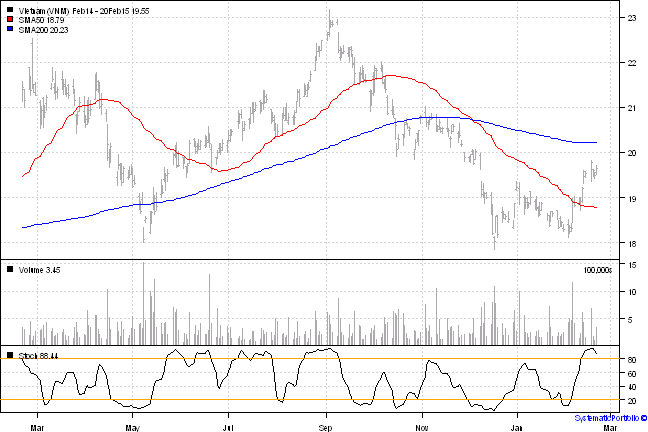 Vietnam (VNM) Feb14 - 20Feb15 19.55
SMA50 18.79
SMA200 20.23
23
22
21
20
19
18
Volume 3.45
100,000s
15
10
5
Stoch 88.44
80
60
40
20
Mar May Jul Sep Nov Jan Mar
SystematicPortfolio ©